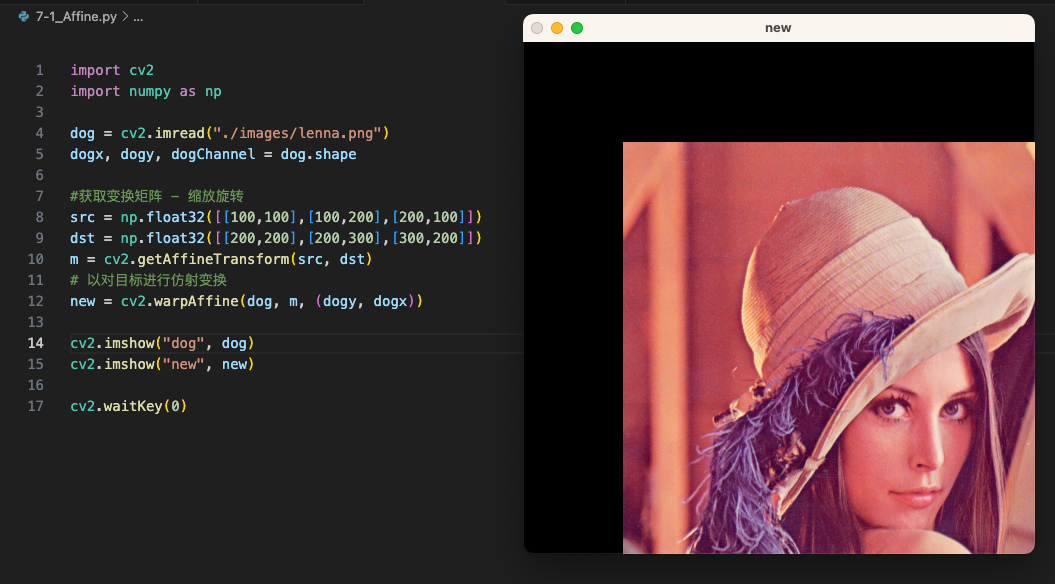 7-1_Affine.py > ...
new
1 import cv2
2 import numpy as np
3
4 dog = cv2.imread("./images/lenna.png")
5 dogx, dogy, dogChannel = dog.shape
6
7 #获取变换矩阵 - 缩放旋转
8 src = np.float32([[100,100],[100,200],[200,100]])
9 dst = np.float32([[200,200],[200,300],[300,200]])
10 m = cv2.getAffineTransform(src, dst)
11 # 以对目标进行仿射变换
12 new = cv2.warpAffine(dog, m, (dogy, dogx))
13
14 cv2.imshow("dog", dog)
15 cv2.imshow("new", new)
16
17 cv2.waitKey(0)